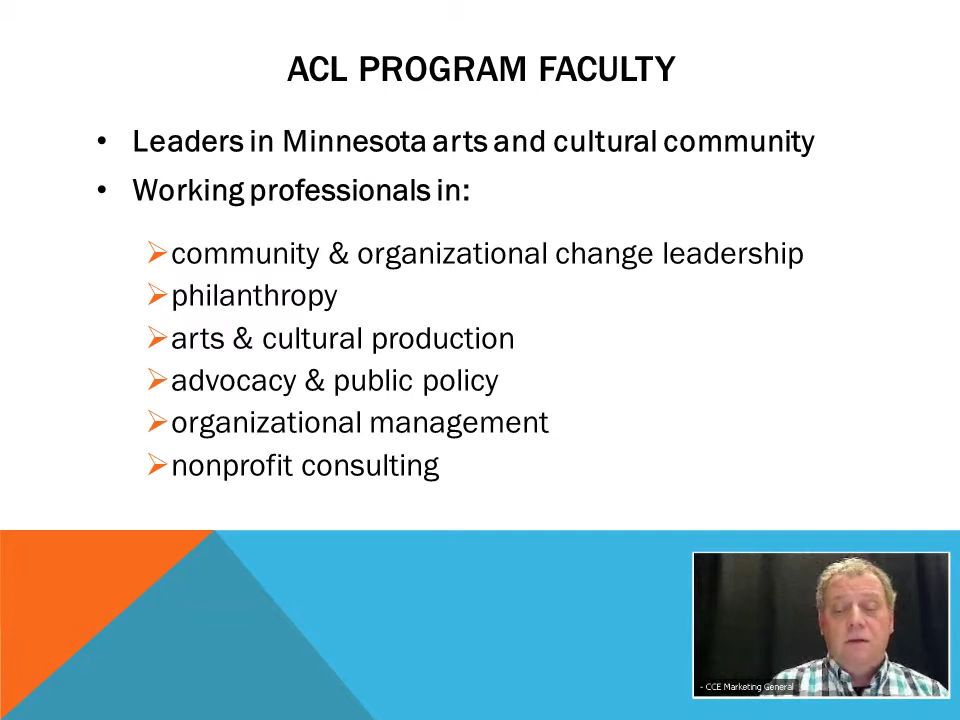 ACL PROGRAM FACULTY
• Leaders in Minnesota arts and cultural community
• Working professionals in:
➢community & organizational change leadership
➢philanthropy
➢arts & cultural production
➢advocacy & public policy
➢organizational management
➢nonprofit consulting
- CCE Marketing General